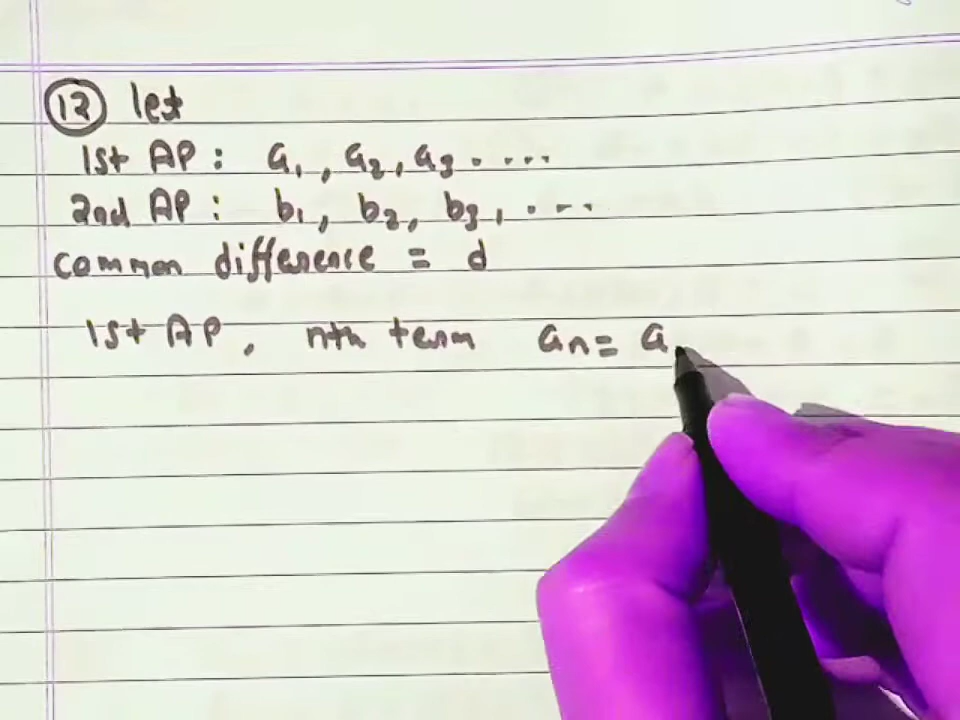 12 let
1st AP : a1, a2, a3 .....
2nd AP : b1, b2, b3, ....
common difference = d
1st AP, nth term an = a